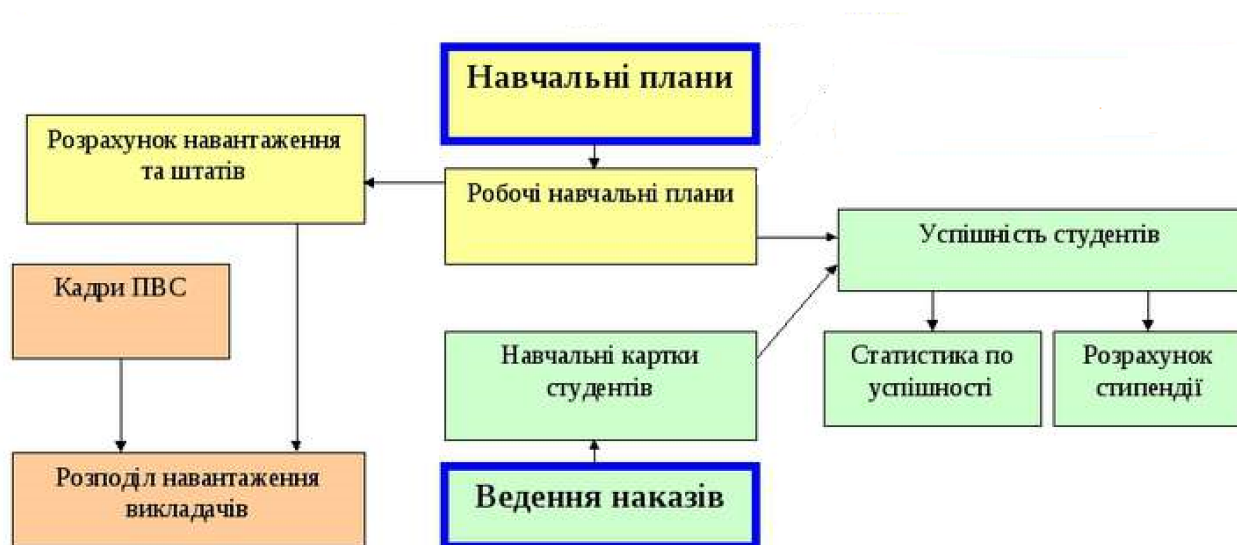 Навчальні плани
Розрахунок навантаження
та штатів
Робочі навчальні плани
Успішність студентів
Кадри ПВС
Навчальні картки
студентів
Статистика по
успішності
Розрахунок
стипендії
Розподіл навантаження
викладачів
Ведення наказів